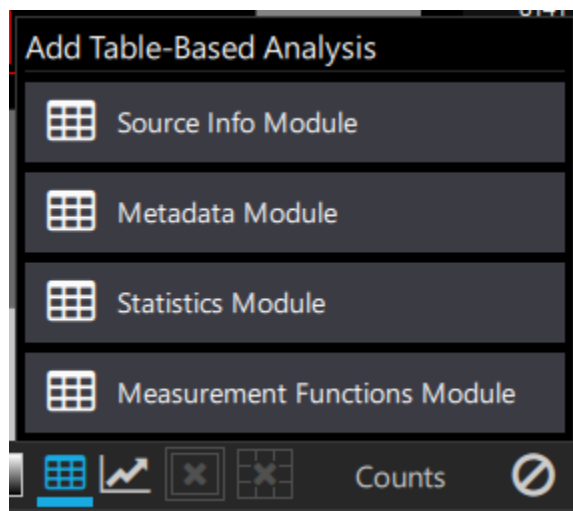 Add Table-Based Analysis
Source Info Module
Metadata Module
Statistics Module
Measurement Functions Module
Counts